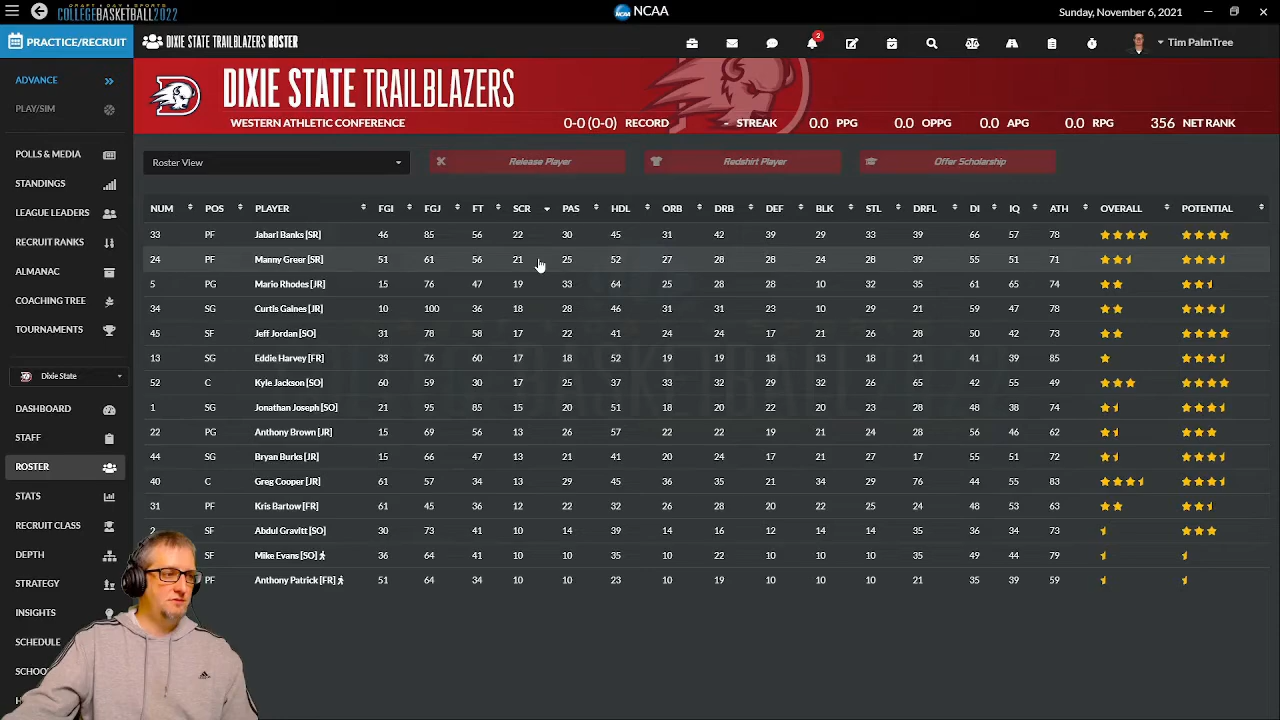 DRAFT DAY SPORTS
COLLEGE BASKETBALL 2022
NCAA
Sunday, November 6, 2021
PRACTICE/RECRUIT
DIXIE STATE TRAILBLAZERS ROSTER
2
Tim PalmTree
ADVANCE
PLAY/SIM
POLLS & MEDIA
STANDINGS
LEAGUE LEADERS
RECRUIT RANKS
ALMANAC
COACHING TREE
TOURNAMENTS
Dixie State
DASHBOARD
STAFF
ROSTER
STATS
RECRUIT CLASS
DEPTH
STRATEGY
INSIGHTS
SCHEDULE
DIXIE STATE TRAILBLAZERS
WESTERN ATHLETIC CONFERENCE
0-0 (0-0) RECORD - STREAK 0.0 PPG 0.0 OPPG 0.0 APG 0.0 RPG 356 NET RANK
Roster View Release Player Redshirt Player Offer Scholarship
NUM POS PLAYER FGI FGJ FT SCR PAS HDL ORB DRB DEF BLK STL DRFL DI IQ ATH OVERALL POTENTIAL
33 PF Jabari Banks [SR] 46 85 56 22 30 45 31 42 39 29 33 39 66 57 78
24 PF Manny Greer [SR] 51 61 56 21 25 52 27 28 28 24 28 39 55 51 71
5 PG Mario Rhodes [JR] 15 76 47 19 33 64 25 28 28 10 32 35 61 65 74
34 SG Curtis Gaines [JR] 10 100 36 18 28 46 31 31 23 10 29 21 59 47 78
45 SF Jeff Jordan [SO] 31 78 58 17 22 41 24 24 17 21 26 28 50 42 73
13 SG Eddie Harvey [FR] 33 76 60 17 18 52 19 19 18 13 18 21 41 39 85
52 C Kyle Jackson [SO] 60 59 30 17 25 37 33 32 29 32 26 65 42 55 49
1 SG Jonathan Joseph [SO] 21 95 85 15 20 51 18 20 22 20 23 28 48 38 74
22 PG Anthony Brown [JR] 15 69 56 13 26 57 22 22 19 21 24 28 56 46 62
44 SG Bryan Burks [JR] 15 66 47 13 21 41 20 24 17 21 27 17 55 51 72
40 C Greg Cooper [JR] 61 57 34 13 29 45 36 35 21 34 29 76 44 55 83
31 PF Kris Bartow [FR] 61 45 36 12 22 32 26 28 20 22 24 28 48 53 63
2 SF Abdul Gravitt [SO] 30 73 41 10 14 39 14 16 12 14 14 35 36 34 73
SF Mike Evans [SO] 36 64 41 10 10 35 10 22 10 10 10 35 49 44 79
PF Anthony Patrick [FR] 51 64 34 10 10 23 10 19 10 10 10 21 35 39 59